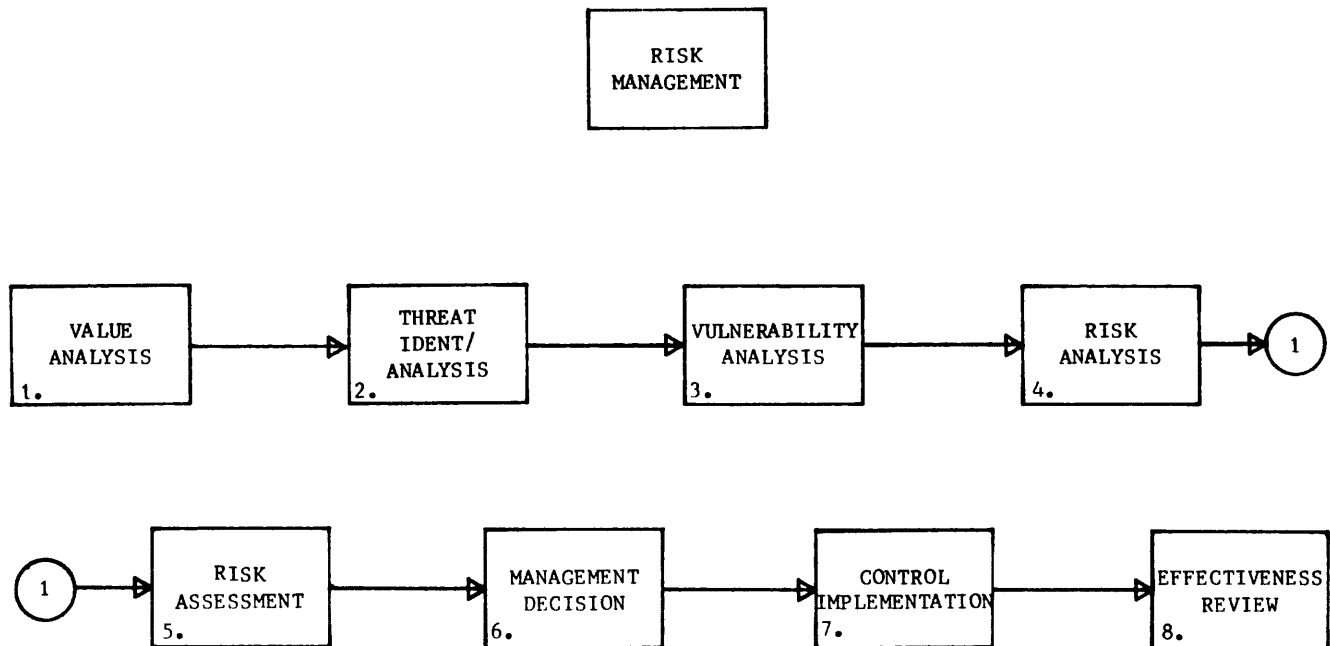 RISK
MANAGEMENT
VALUE
ANALYSIS
1.
THREAT
IDENT/
ANALYSIS
2.
VULNERABILITY
ANALYSIS
3.
RISK
ANALYSIS
4.
1
1
RISK
ASSESSMENT
5.
MANAGEMENT
DECISION
6.
CONTROL
IMPLEMENTATION
7.
EFFECTIVENESS
REVIEW
8.